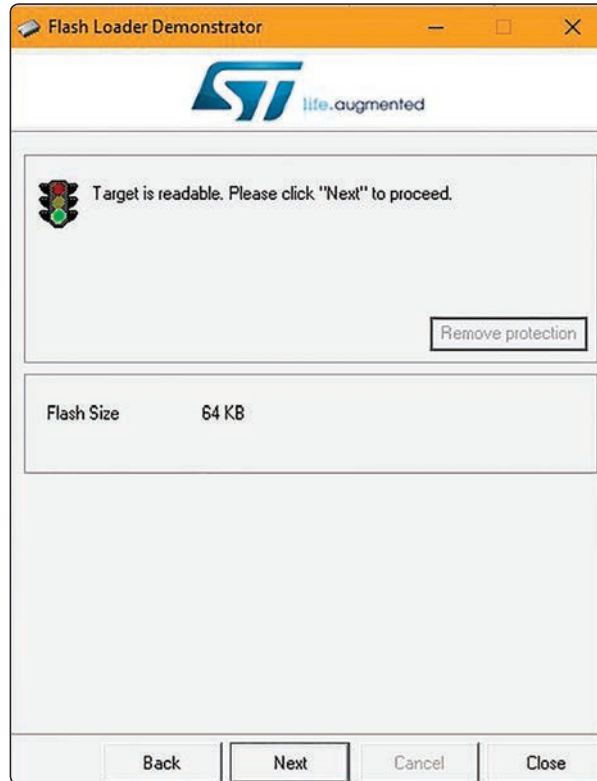 Flash Loader Demonstrator
ST
life.augmented
Target is readable. Please click "Next" to proceed.
Remove protection
Flash Size 64 KB
Back Next Cancel Close